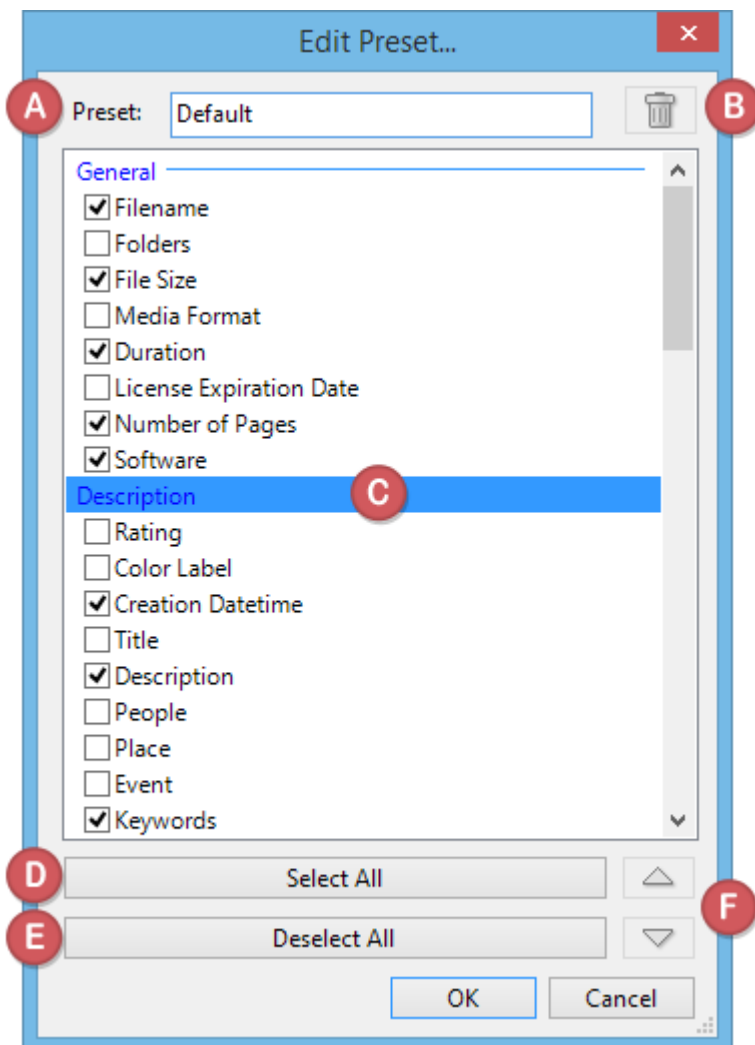 Edit Preset...
A Preset: Default B
General
Filename
Folders
File Size
Media Format
Duration
License Expiration Date
Number of Pages
Software
Description C
Rating
Color Label
Creation Datetime
Title
Description
People
Place
Event
Keywords
D Select All
F
E Deselect All
OK Cancel